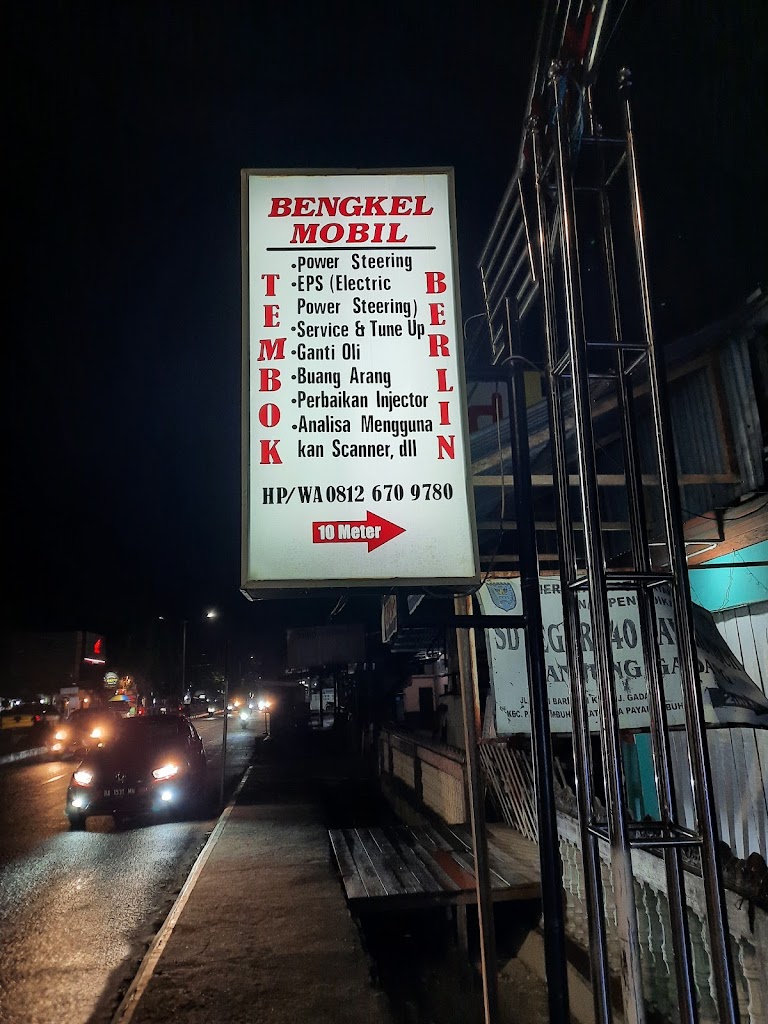 BENGKEL
MOBIL
TEMBOK
BERLIN
•Power Steering
•EPS (Electric
Power Steering)
•Service & Tune Up
•Ganti Oli
•Buang Arang
•Perbaikan Injector
•Analisa Mengguna
kan Scanner, dll
HP/WA 0812 670 9780
10 Meter
SD